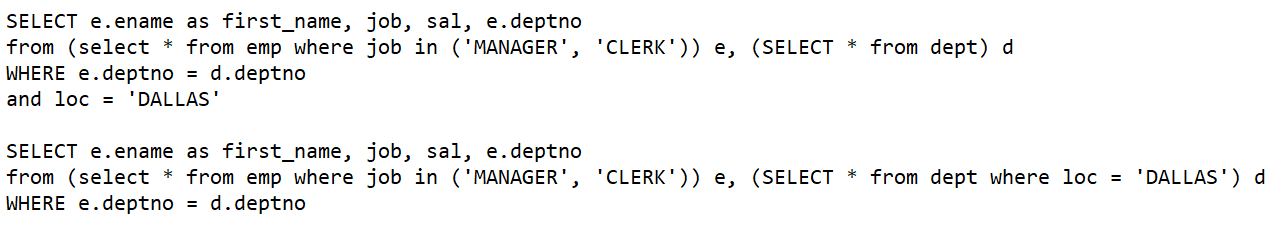 SELECT e.ename as first_name, job, sal, e.deptno
from (select * from emp where job in ('MANAGER', 'CLERK')) e, (SELECT * from dept) d
WHERE e.deptno = d.deptno
and loc = 'DALLAS'

SELECT e.ename as first_name, job, sal, e.deptno
from (select * from emp where job in ('MANAGER', 'CLERK')) e, (SELECT * from dept where loc = 'DALLAS') d
WHERE e.deptno = d.deptno